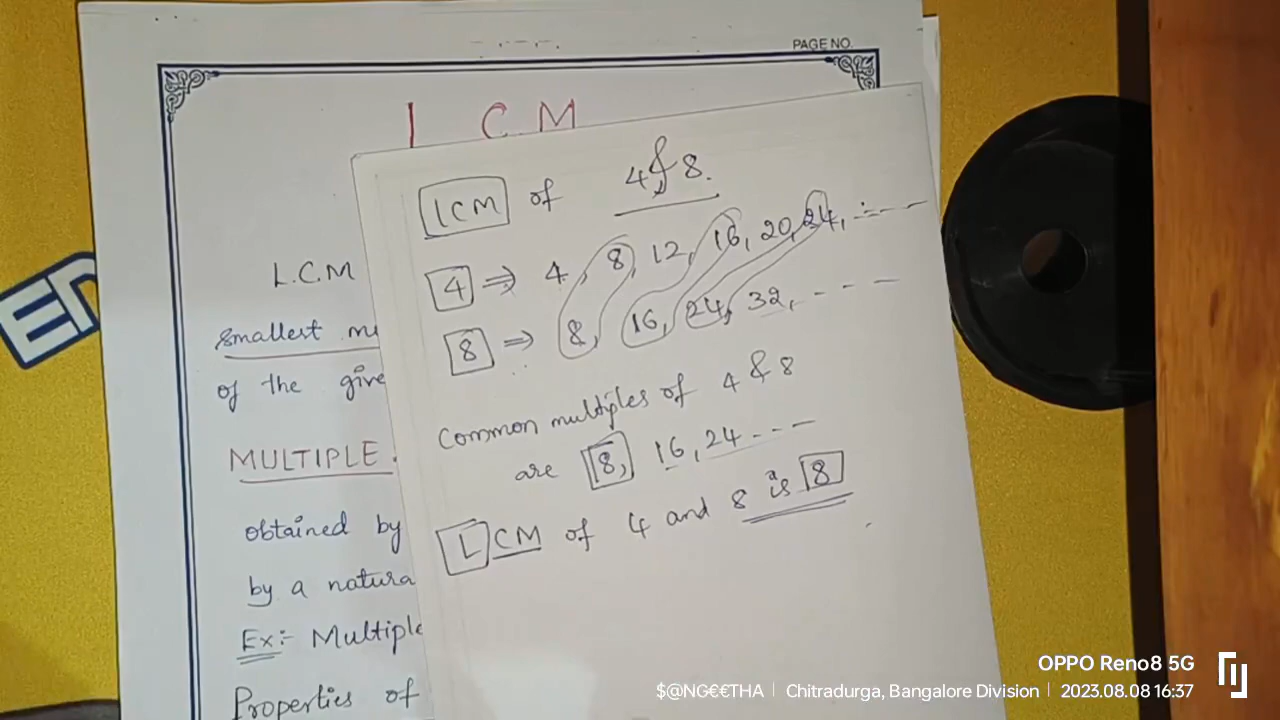 PAGE NO.
L C M
LCM of 4 & 8.
4 ⇒ 4, 8, 12, 16, 20, 24, - - - -
8 ⇒ 8, 16, 24, 32, - - -
Common multiples of 4 & 8
are 8, 16, 24 - - -
LCM of 4 and 8 is 8
L.C.M
smallest
of the give
MULTIPLE.
obtained by
by a natura
Ex:- Multiple
Properties of
EN
OPPO Reno8 5G
$@NG€€THA | Chitradurga, Bangalore Division | 2023.08.08 16:37